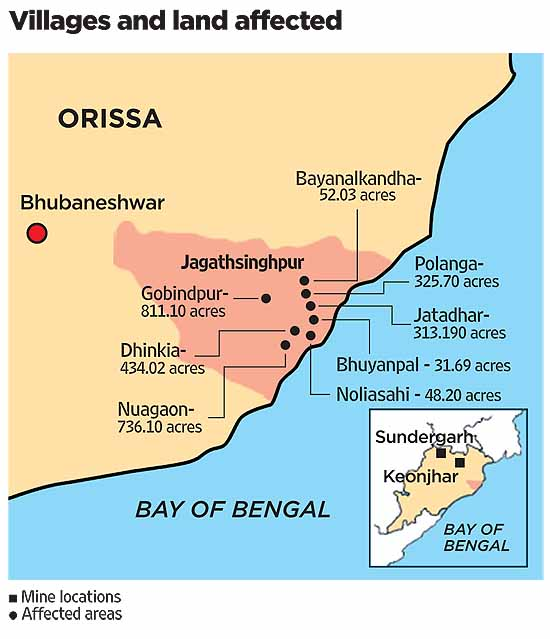 Villages and land affected
ORISSA
Bayanalkandha-
52.03 acres
Bhubaneshwar
Jagathsinghpur
Polanga-
325.70 acres
Gobindpur-
811.10 acres
Jatadhar-
313.190 acres
Dhinkia-
434.02 acres
Bhuyanpal - 31.69 acres
Noliasahi - 48.20 acres
Nuagaon-
736.10 acres
Sundergarh
Keonjhar
BAY OF
BENGAL
BAY OF BENGAL
Mine locations
Affected areas